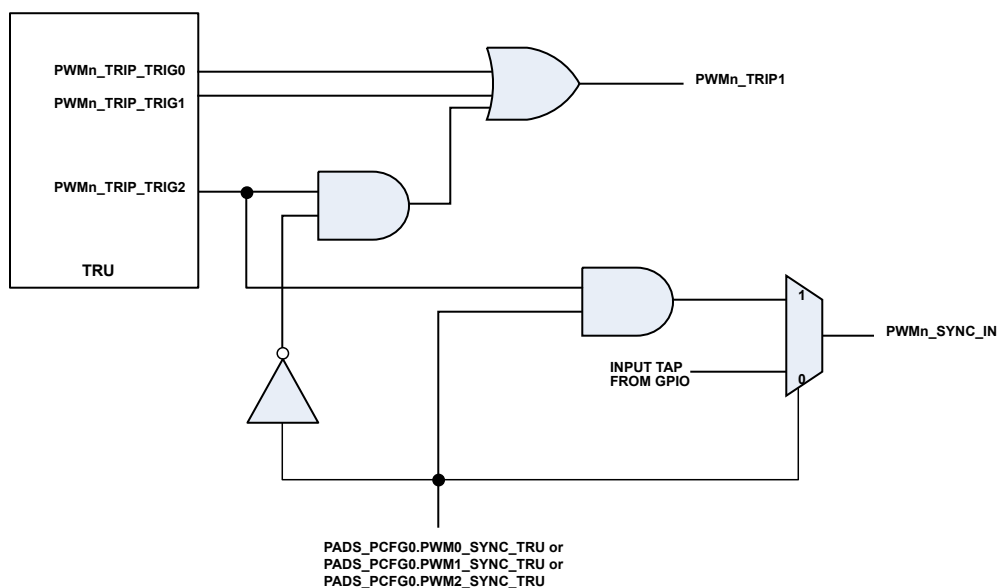 PWMn_TRIP_TRIG0
PWMn_TRIP_TRIG1
PWMn_TRIP_TRIG2
TRU
PWMn_TRIP1
1
PWMn_SYNC_IN
INPUT TAP
FROM GPIO
0
PADS_PCFG0.PWM0_SYNC_TRU or
PADS_PCFG0.PWM1_SYNC_TRU or
PADS_PCFG0.PWM2_SYNC_TRU